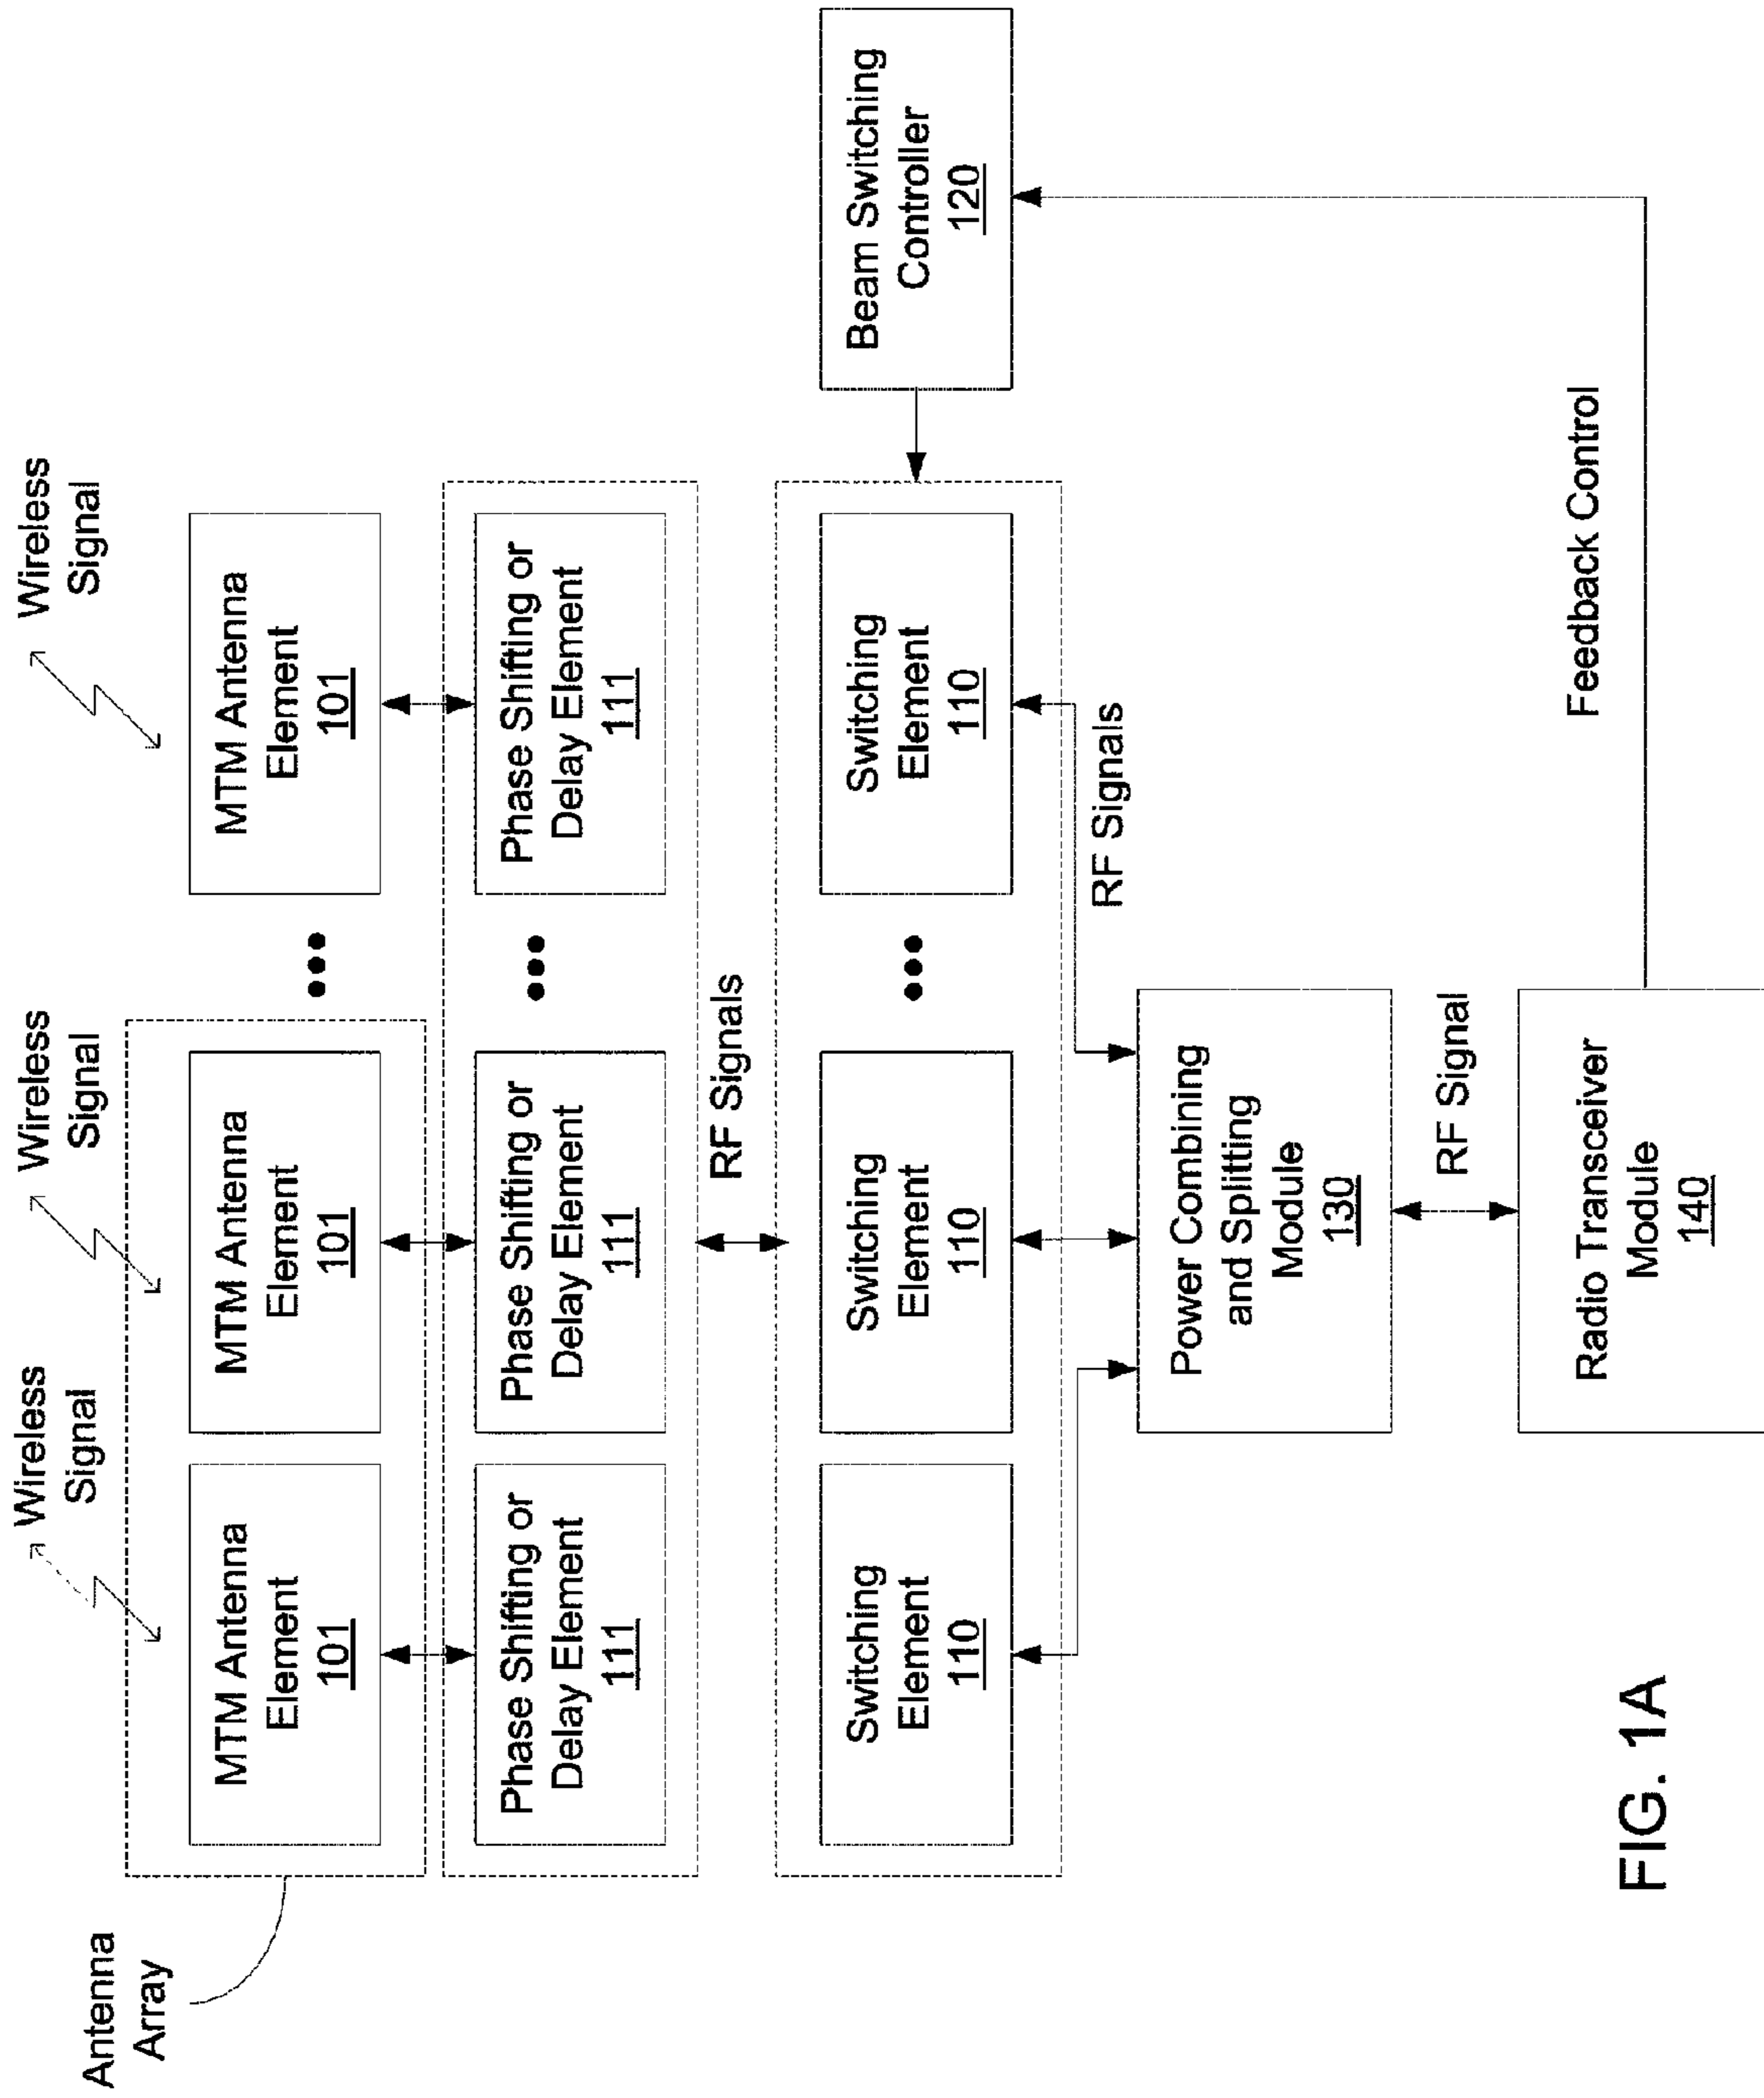 Wireless
Signal
Wireless
Signal
Wireless
Signal
Antenna
Array
MTM Antenna
Element
101
MTM Antenna
Element
101
MTM Antenna
Element
101
Phase Shifting or
Delay Element
111
Phase Shifting or
Delay Element
111
Phase Shifting or
Delay Element
111
RF Signals
Switching
Element
110
Switching
Element
110
Switching
Element
110
Beam Switching
Controller
120
RF Signals
Power Combining
and Splitting
Module
130
RF Signal
Radio Transceiver
Module
140
Feedback Control
FIG. 1A